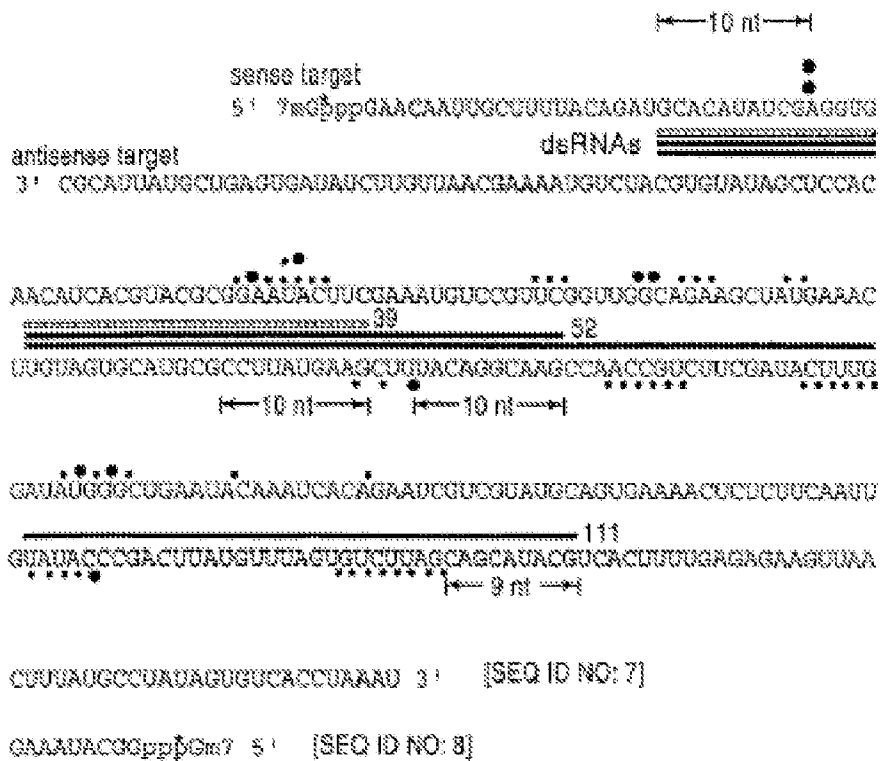 10 nt
sense target
5' 7mGpppGAACAAUUGCUUUUACAGAUGCACAUAUCGAGGUG
dsRNAs
antisense target
3' CGCAUUAUGCUGAGUGAUAUCUUGUUAACGAAAAUGUCUACGUGUAUAGCUCCAC
AACAUCACGUACGCGGAAUACUUCGAAAUGUCCGUUCGGUUGGCAGAAGCUAUGAAAC
39
52
UUGUAGUGCAUGCGCCUUAUGAAGCUUUACAGGCAAGCCAACCGUCUUCGAUACUUUG
10 nt 10 nt
GAUAUGGGCUGAAUACAAAUCACAGAAUCGUCGUAUGCAGUGAAAACUCUCUUCAAUU
111
CUAUACCCGACUUAUGUUUAGUGUCUUAGCAGCAUACGUCACUUUUGAGAGAAGUUAA
9 nt
CUUUAUGCCUAUAGUGUCACCUAAAU 3' [SEQ ID NO: 7]
GAAAUACGGpppGm7 5' [SEQ ID NO: 8]